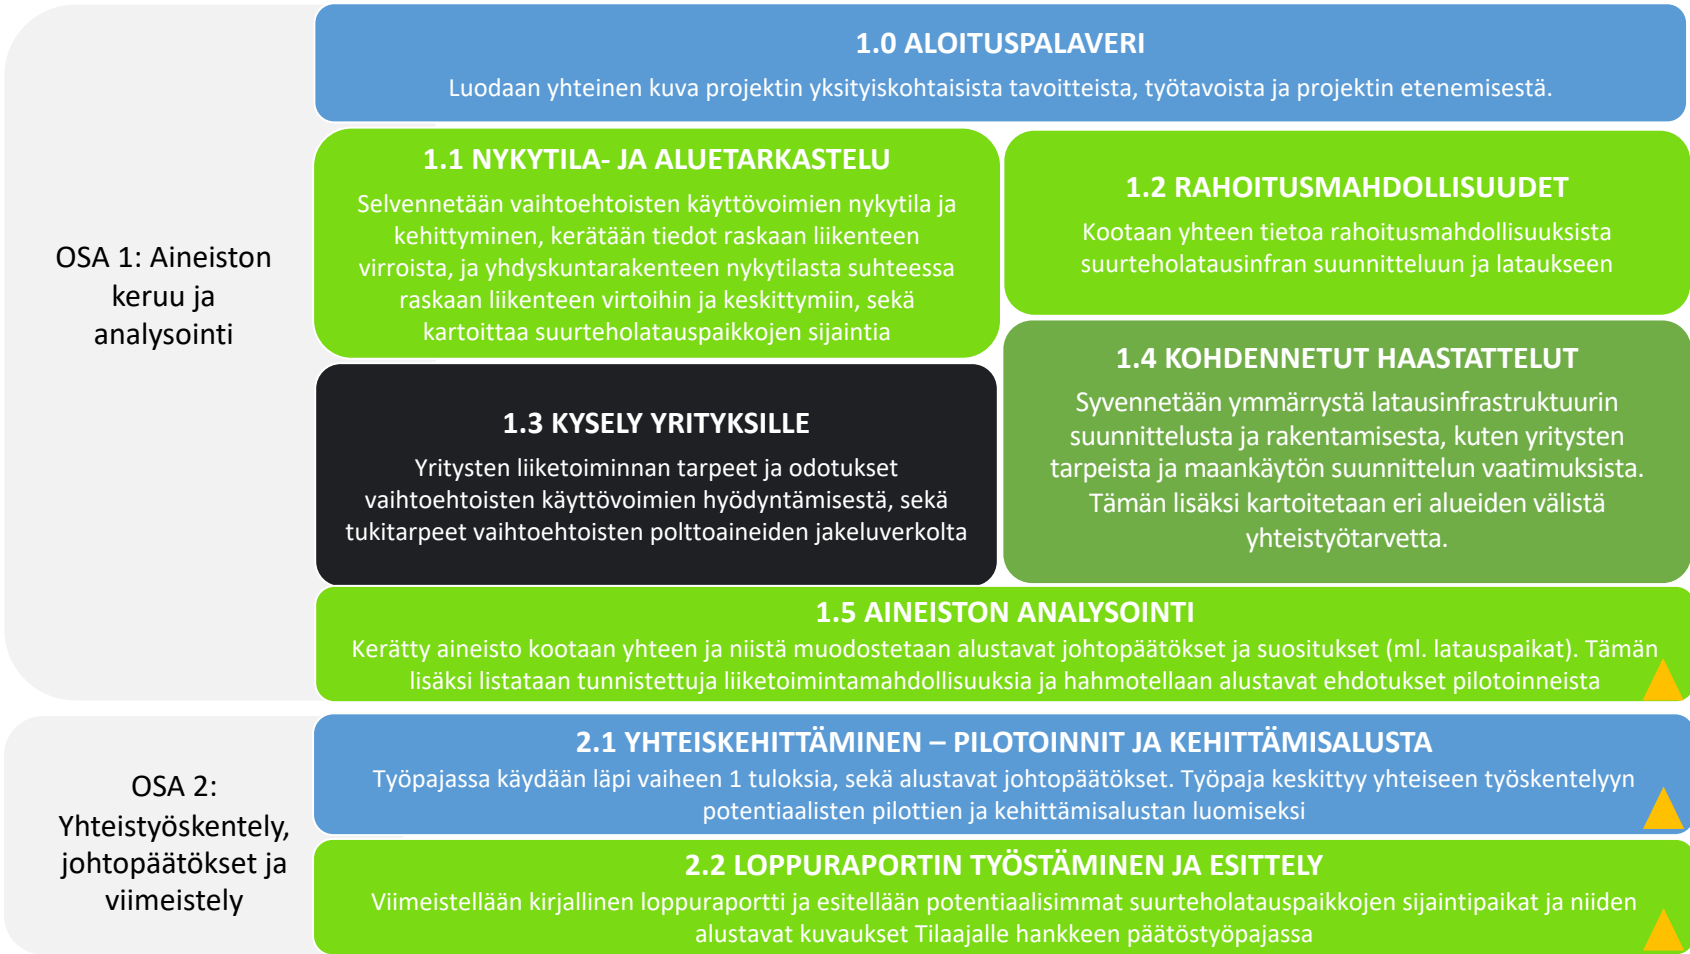 OSA 1: Aineiston
keruu ja
analysointi
1.0 ALOITUSPALAVERI
Luodaan yhteinen kuva projektin yksityiskohtaisista tavoitteista, työtavoista ja projektin etenemisestä.
1.1 NYKYTILA- JA ALUETARKASTELU
Selvennetään vaihtoehtoisten käyttövoimien nykytila ja
kehittyminen, kerätään tiedot raskaan liikenteen
virroista, ja yhdyskuntarakenteen nykytilasta suhteessa
raskaan liikenteen virtoihin ja keskittymiin, sekä
kartoittaa suurteholatauspaikkojen sijaintia
1.2 RAHOITUSMAHDOLLISUUDET
Kootaan yhteen tietoa rahoitusmahdollisuuksista
suurteholatausinfran suunnitteluun ja lataukseen
1.3 KYSELY YRITYKSILLE
Yritysten liiketoiminnan tarpeet ja odotukset
vaihtoehtoisten käyttövoimien hyödyntämisestä, sekä
tukitarpeet vaihtoehtoisten polttoaineiden jakeluverkolta
1.4 KOHDENNETUT HAASTATTELUT
Syvennetään ymmärrystä latausinfrastruktuurin
suunnittelusta ja rakentamisesta, kuten yritysten
tarpeista ja maankäytön suunnittelun vaatimuksista.
Tämän lisäksi kartoitetaan eri alueiden välistä
yhteistyötarvetta.
1.5 AINEISTON ANALYSOINTI
Kerätty aineisto kootaan yhteen ja niistä muodostetaan alustavat johtopäätökset ja suositukset (ml. latauspaikat). Tämän
lisäksi listataan tunnistettuja liiketoimintamahdollisuuksia ja hahmotellaan alustavat ehdotukset pilotoinneista
OSA 2:
Yhteistyöskentely,
johtopäätökset ja
viimeistely
2.1 YHTEISKEHITTÄMINEN – PILOTOINNIT JA KEHITTÄMISALUSTA
Työpajassa käydään läpi vaiheen 1 tuloksia, sekä alustavat johtopäätökset. Työpaja keskittyy yhteiseen työskentelyyn
potentiaalisten pilottien ja kehittämisalustan luomiseksi
2.2 LOPPURAPORTIN TYÖSTÄMINEN JA ESITTELY
Viimeistellään kirjallinen loppuraportti ja esitellään potentiaalisimmat suurteholatauspaikkojen sijaintipaikat ja niiden
alustavat kuvaukset Tilaajalle hankkeen päätöstyöpajassa